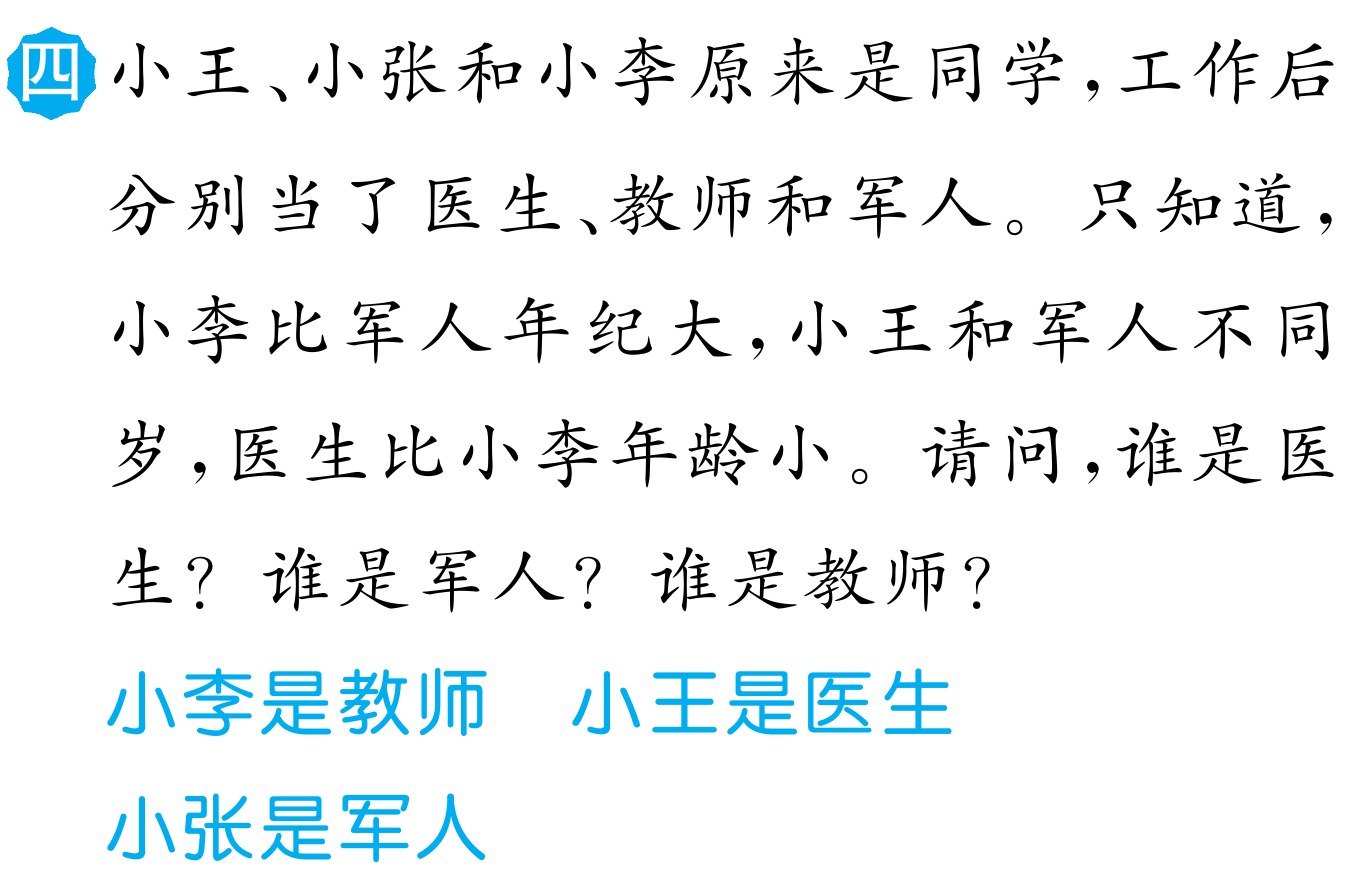 四 小王、小张和小李原来是同学,工作后
分别当了医生、教师和军人。只知道,
小李比军人年纪大,小王和军人不同
岁,医生比小李年龄小。请问,谁是医
生?谁是军人?谁是教师?
小李是教师 小王是医生
小张是军人